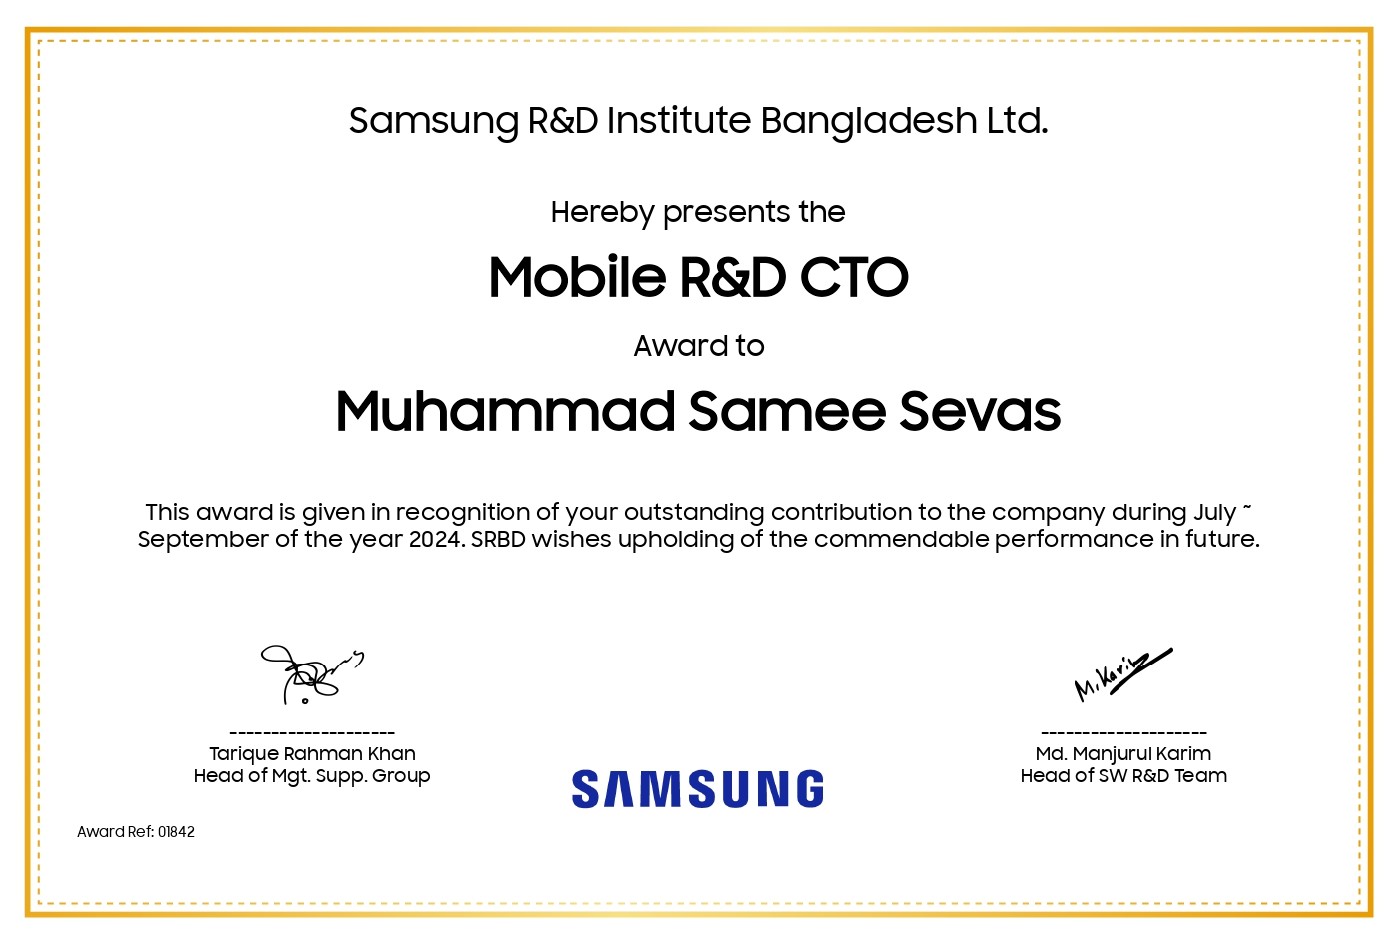 Samsung R&D Institute Bangladesh Ltd.
Hereby presents the
Mobile R&D CTO
Award to
Muhammad Samee Sevas
This award is given in recognition of your outstanding contribution to the company during July ~
September of the year 2024. SRBD wishes upholding of the commendable performance in future.
M. Karim
--------------------
Tarique Rahman Khan
Head of Mgt. Supp. Group
--------------------
Md. Manjurul Karim
Head of SW R&D Team
SAMSUNG
Award Ref: 01842